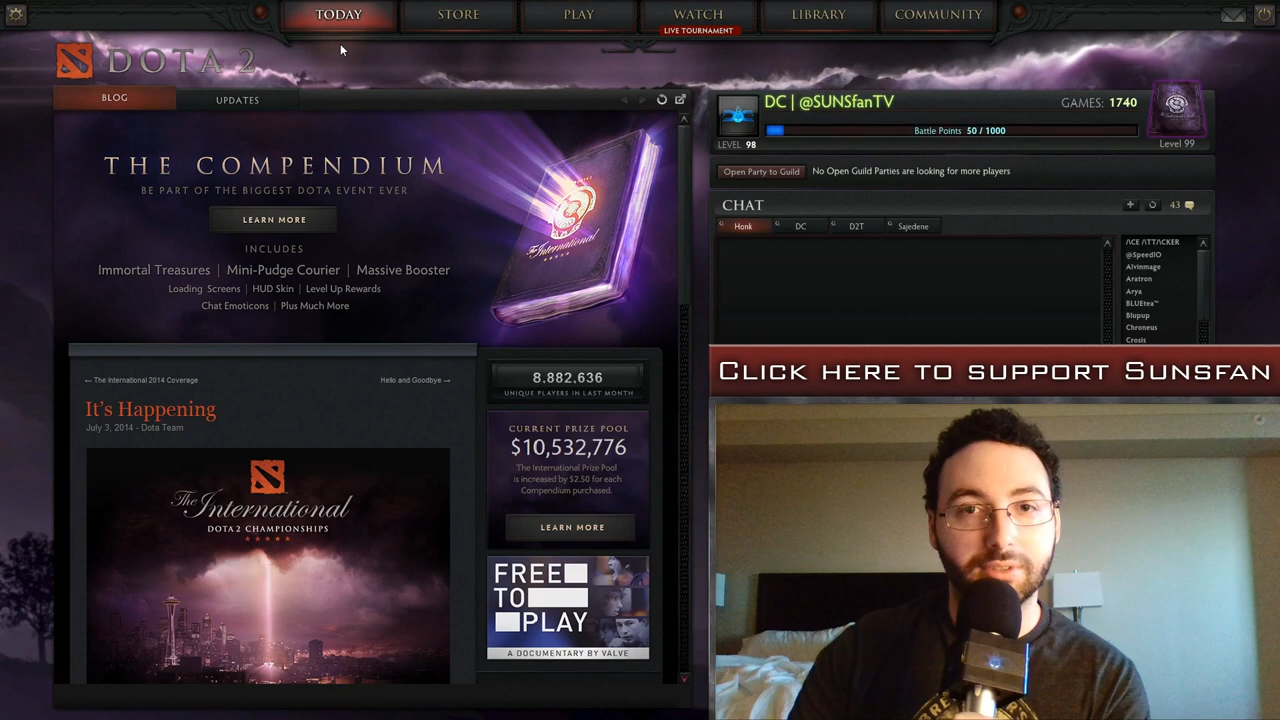 TODAY
STORE
PLAY
WATCH
LIVE TOURNAMENT
LIBRARY
COMMUNITY
DOTA 2
BLOG
UPDATES
THE COMPENDIUM
BE PART OF THE BIGGEST DOTA EVENT EVER
LEARN MORE
INCLUDES
Immortal Treasures | Mini-Pudge Courier | Massive Booster
Loading Screens | HUD Skin | Level Up Rewards
Chat Emoticons | Plus Much More
The International
← The International 2014 Coverage
Hello and Goodbye →
It's Happening
July 3, 2014 - Dota Team
The International
DOTA 2 CHAMPIONSHIPS
8,882,636
UNIQUE PLAYERS IN LAST MONTH
CURRENT PRIZE POOL
$10,532,776
The International Prize Pool
is increased by $2.50 for each
Compendium purchased.
LEARN MORE
FREE
TO
PLAY
A DOCUMENTARY BY VALVE
DC | @SUNSfanTV
GAMES: 1740
Battle Points 50 / 1000
LEVEL 98
Level 99
Open Party to Guild
No Open Guild Parties are looking for more players
CHAT
43
G Honk
G DC
G D2T
G Sajedene
ACE ATTACKER
@SpeedIO
Alvinmage
Aratron
Arya
BLUEtea™
Blupup
Chroneus
Crosis
CLICK HERE TO SUPPORT SUNSFAN